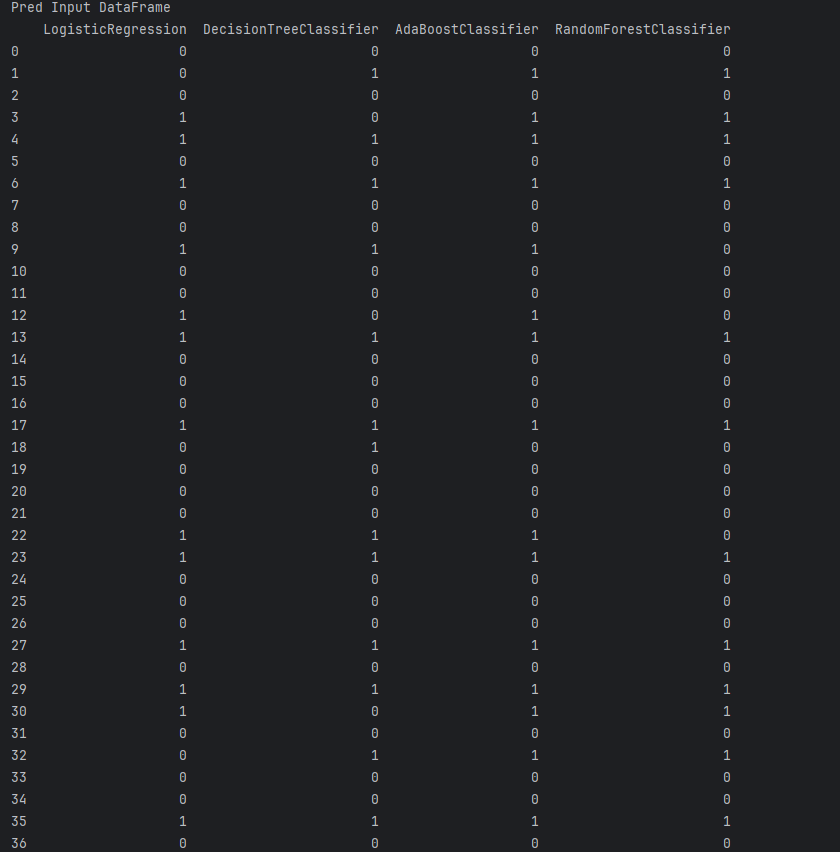 Pred Input DataFrame
LogisticRegression DecisionTreeClassifier AdaBoostClassifier RandomForestClassifier
0 0 0 0 0
1 0 1 1 1
2 0 0 0 0
3 1 0 1 1
4 1 1 1 1
5 0 0 0 0
6 1 1 1 1
7 0 0 0 0
8 0 0 0 0
9 1 1 1 0
10 0 0 0 0
11 0 0 0 0
12 1 0 1 0
13 1 1 1 1
14 0 0 0 0
15 0 0 0 0
16 0 0 0 0
17 1 1 1 1
18 0 1 0 0
19 0 0 0 0
20 0 0 0 0
21 0 0 0 0
22 1 1 1 0
23 1 1 1 1
24 0 0 0 0
25 0 0 0 0
26 0 0 0 0
27 1 1 1 1
28 0 0 0 0
29 1 1 1 1
30 1 0 1 1
31 0 0 0 0
32 0 1 1 1
33 0 0 0 0
34 0 0 0 0
35 1 1 1 1
36 0 0 0 0